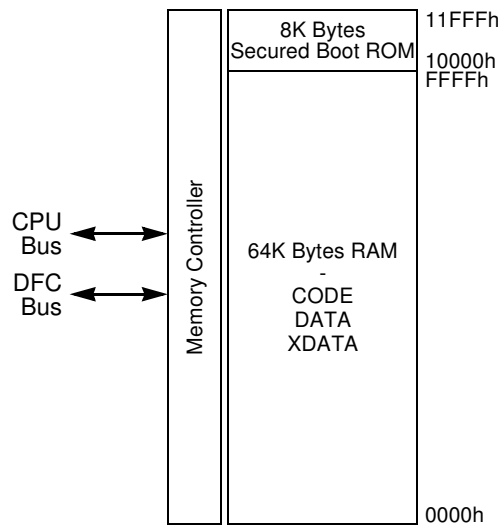 8K Bytes
Secured Boot ROM
11FFFh
10000h
FFFFh
CPU
Bus
DFC
Bus
Memory Controller
64K Bytes RAM
-
CODE
DATA
XDATA
0000h